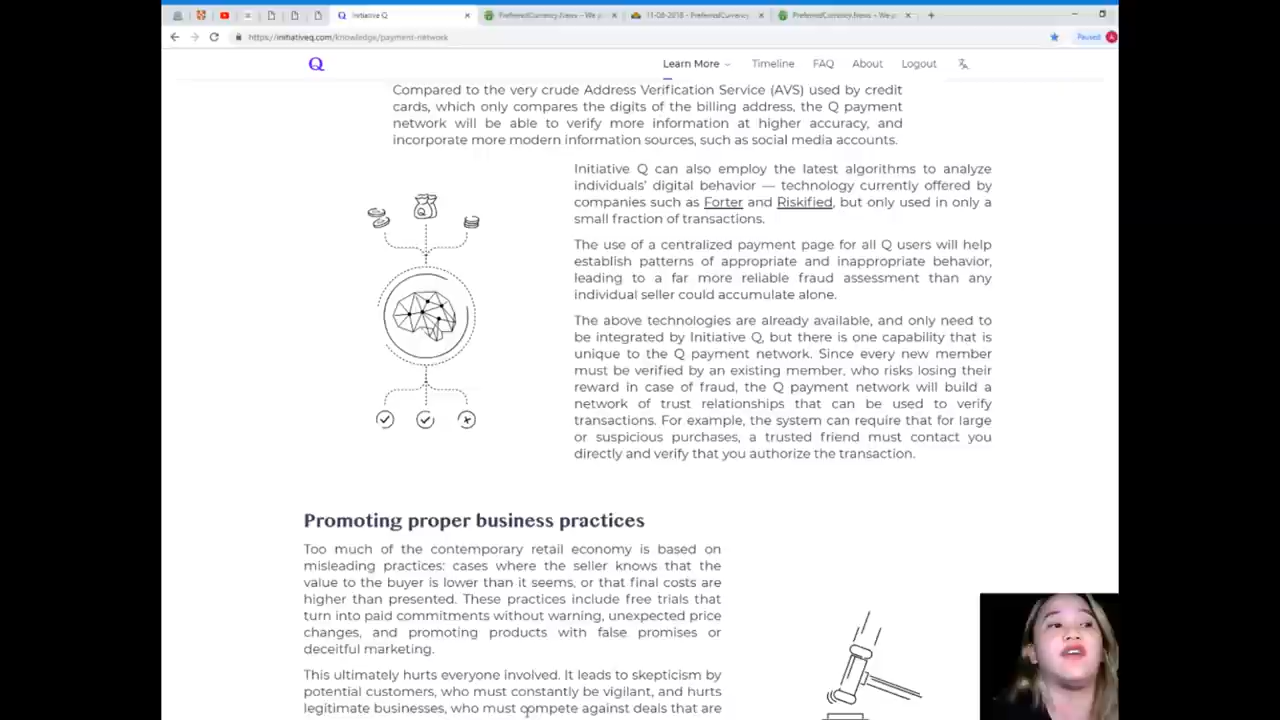 Initiative Q
PreferredCurrency.News – We p
11-06-2018 - PreferredCurrency
PreferredCurrency.News – We p
https://initiativeq.com/knowledge/payment-network
Paused
A
Q
Learn More
Timeline
FAQ
About
Logout
Compared to the very crude Address Verification Service (AVS) used by credit
cards, which only compares the digits of the billing address, the Q payment
network will be able to verify more information at higher accuracy, and
incorporate more modern information sources, such as social media accounts.
Initiative Q can also employ the latest algorithms to analyze
individuals' digital behavior — technology currently offered by
companies such as Forter and Riskified, but only used in only a
small fraction of transactions.
The use of a centralized payment page for all Q users will help
establish patterns of appropriate and inappropriate behavior,
leading to a far more reliable fraud assessment than any
individual seller could accumulate alone.
The above technologies are already available, and only need to
be integrated by Initiative Q, but there is one capability that is
unique to the Q payment network. Since every new member
must be verified by an existing member, who risks losing their
reward in case of fraud, the Q payment network will build a
network of trust relationships that can be used to verify
transactions. For example, the system can require that for large
or suspicious purchases, a trusted friend must contact you
directly and verify that you authorize the transaction.
Q
Promoting proper business practices
Too much of the contemporary retail economy is based on
misleading practices: cases where the seller knows that the
value to the buyer is lower than it seems, or that final costs are
higher than presented. These practices include free trials that
turn into paid commitments without warning, unexpected price
changes, and promoting products with false promises or
deceitful marketing.
This ultimately hurts everyone involved. It leads to skepticism by
potential customers, who must constantly be vigilant, and hurts
legitimate businesses, who must compete against deals that are